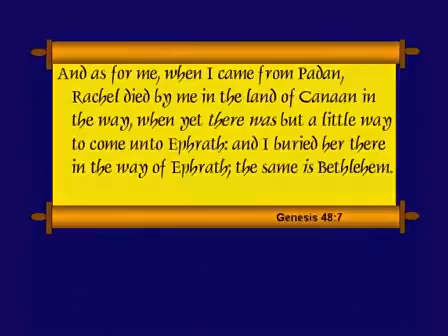 And as for me, when I came from Padan,
Rachel died by me in the land of Canaan in
the way, when yet there was but a little way
to come unto Ephrath: and I buried her there
in the way of Ephrath; the same is Bethlehem.
Genesis 48:7